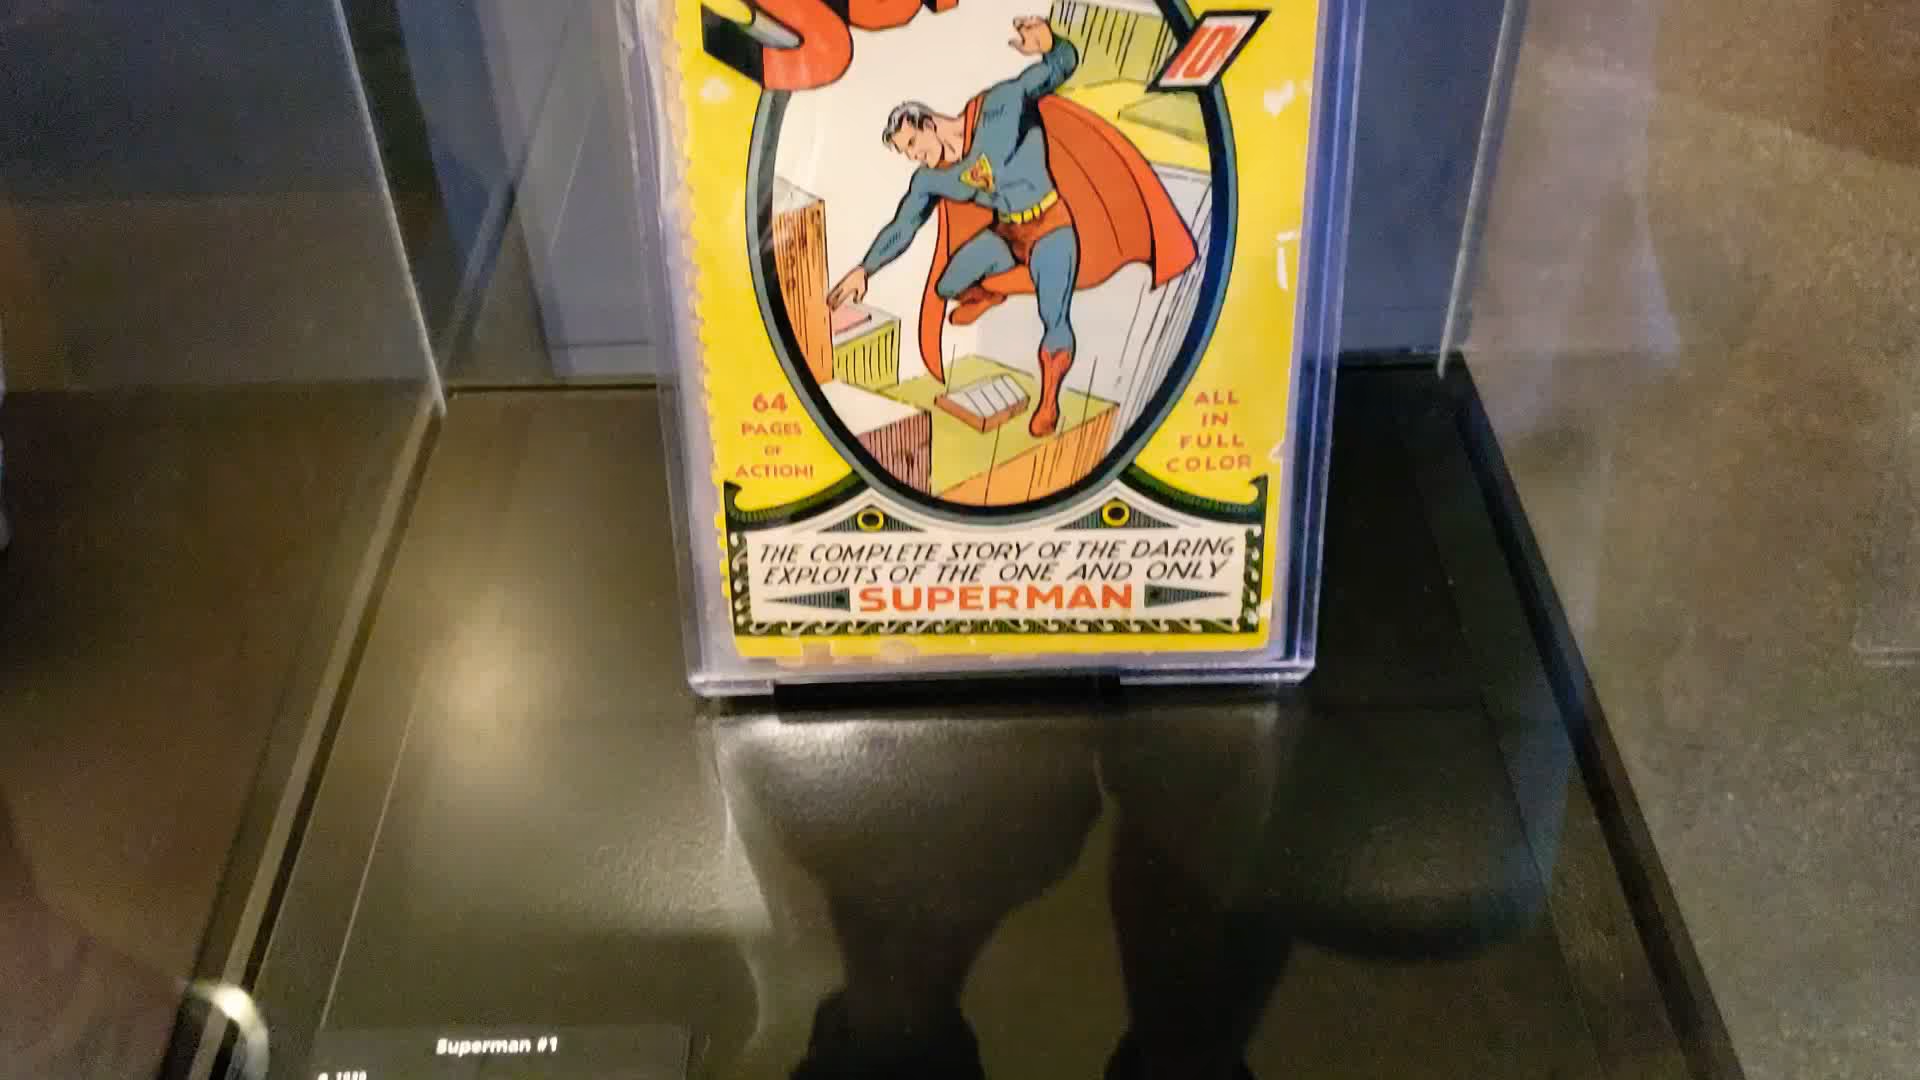 10¢
64
PAGES
OF
ACTION!
ALL
IN
FULL
COLOR
THE COMPLETE STORY OF THE DARING
EXPLOITS OF THE ONE AND ONLY
SUPERMAN
Superman #1